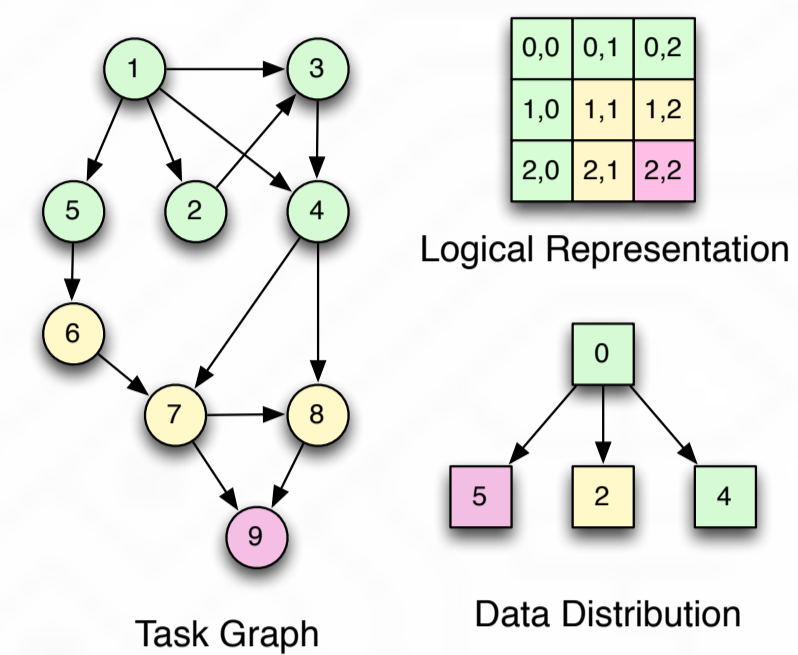 1
3
5
2
4
6
7
8
9
Task Graph
0,0 0,1 0,2
1,0 1,1 1,2
2,0 2,1 2,2
Logical Representation
0
5 2 4
Data Distribution